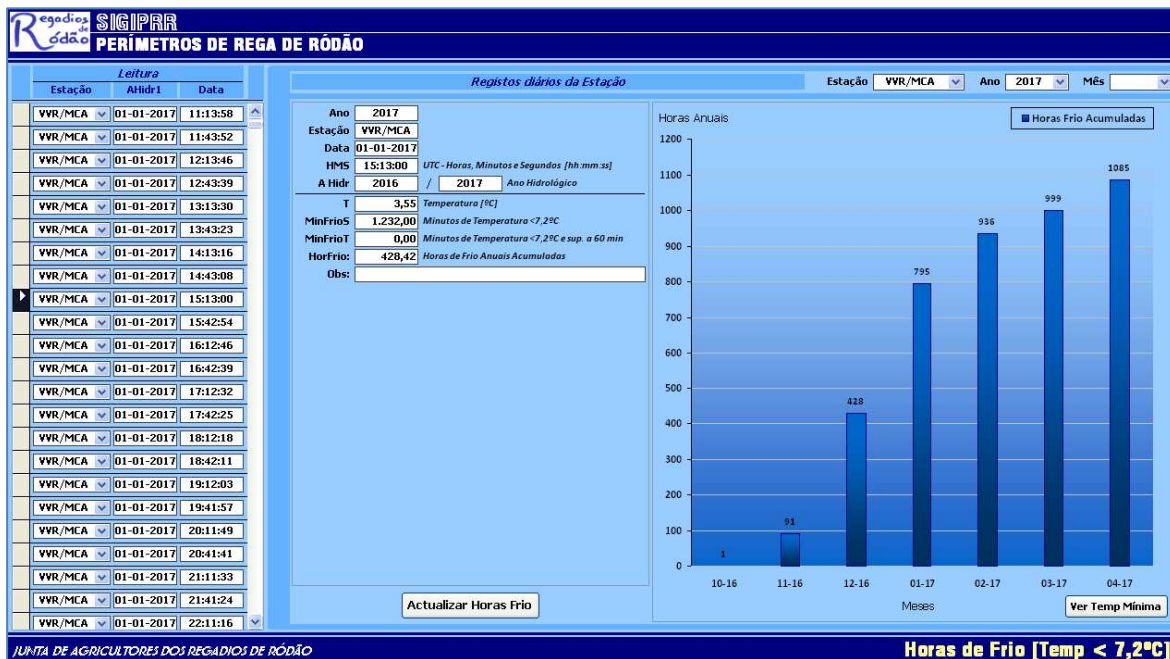 Regadios de Ródão
SIGIPRR
PERÍMETROS DE REGA DE RÓDÃO
Leitura
Estação AHidr1 Data
VVR/MCA 01-01-2017 11:13:58
VVR/MCA 01-01-2017 11:43:52
VVR/MCA 01-01-2017 12:13:46
VVR/MCA 01-01-2017 12:43:39
VVR/MCA 01-01-2017 13:13:30
VVR/MCA 01-01-2017 13:43:23
VVR/MCA 01-01-2017 14:13:16
VVR/MCA 01-01-2017 14:43:08
VVR/MCA 01-01-2017 15:13:00
VVR/MCA 01-01-2017 15:42:54
VVR/MCA 01-01-2017 16:12:46
VVR/MCA 01-01-2017 16:42:39
VVR/MCA 01-01-2017 17:12:32
VVR/MCA 01-01-2017 17:42:25
VVR/MCA 01-01-2017 18:12:18
VVR/MCA 01-01-2017 18:42:11
VVR/MCA 01-01-2017 19:12:03
VVR/MCA 01-01-2017 19:41:57
VVR/MCA 01-01-2017 20:11:49
VVR/MCA 01-01-2017 20:41:41
VVR/MCA 01-01-2017 21:11:33
VVR/MCA 01-01-2017 21:41:24
VVR/MCA 01-01-2017 22:11:16
Registos diários da Estação Estação VVR/MCA Ano 2017 Mês
Ano 2017
Estação VVR/MCA
Data 01-01-2017
HMS 15:13:00 UTC - Horas, Minutos e Segundos [hh:mm:ss]
A Hidr 2016 / 2017 Ano Hidrológico
T 3,55 Temperatura [ºC]
MinFrioS 1.232,00 Minutos de Temperatura <7,2ºC
MinFrioT 0,00 Minutos de Temperatura <7,2ºC e sup. a 60 min
HorFrio: 428,42 Horas de Frio Anuais Acumuladas
Obs:
Actualizar Horas Frio
Horas Anuais
Horas Frio Acumuladas
1200
1100
1000
900
800
700
600
500
400
300
200
100
0
1 91 428 795 936 999 1085
10-16 11-16 12-16 01-17 02-17 03-17 04-17
Meses
Ver Temp Mínima
JUNTA DE AGRICULTORES DOS REGADIOS DE RÓDÃO
Horas de Frio [Temp < 7,2ºC]